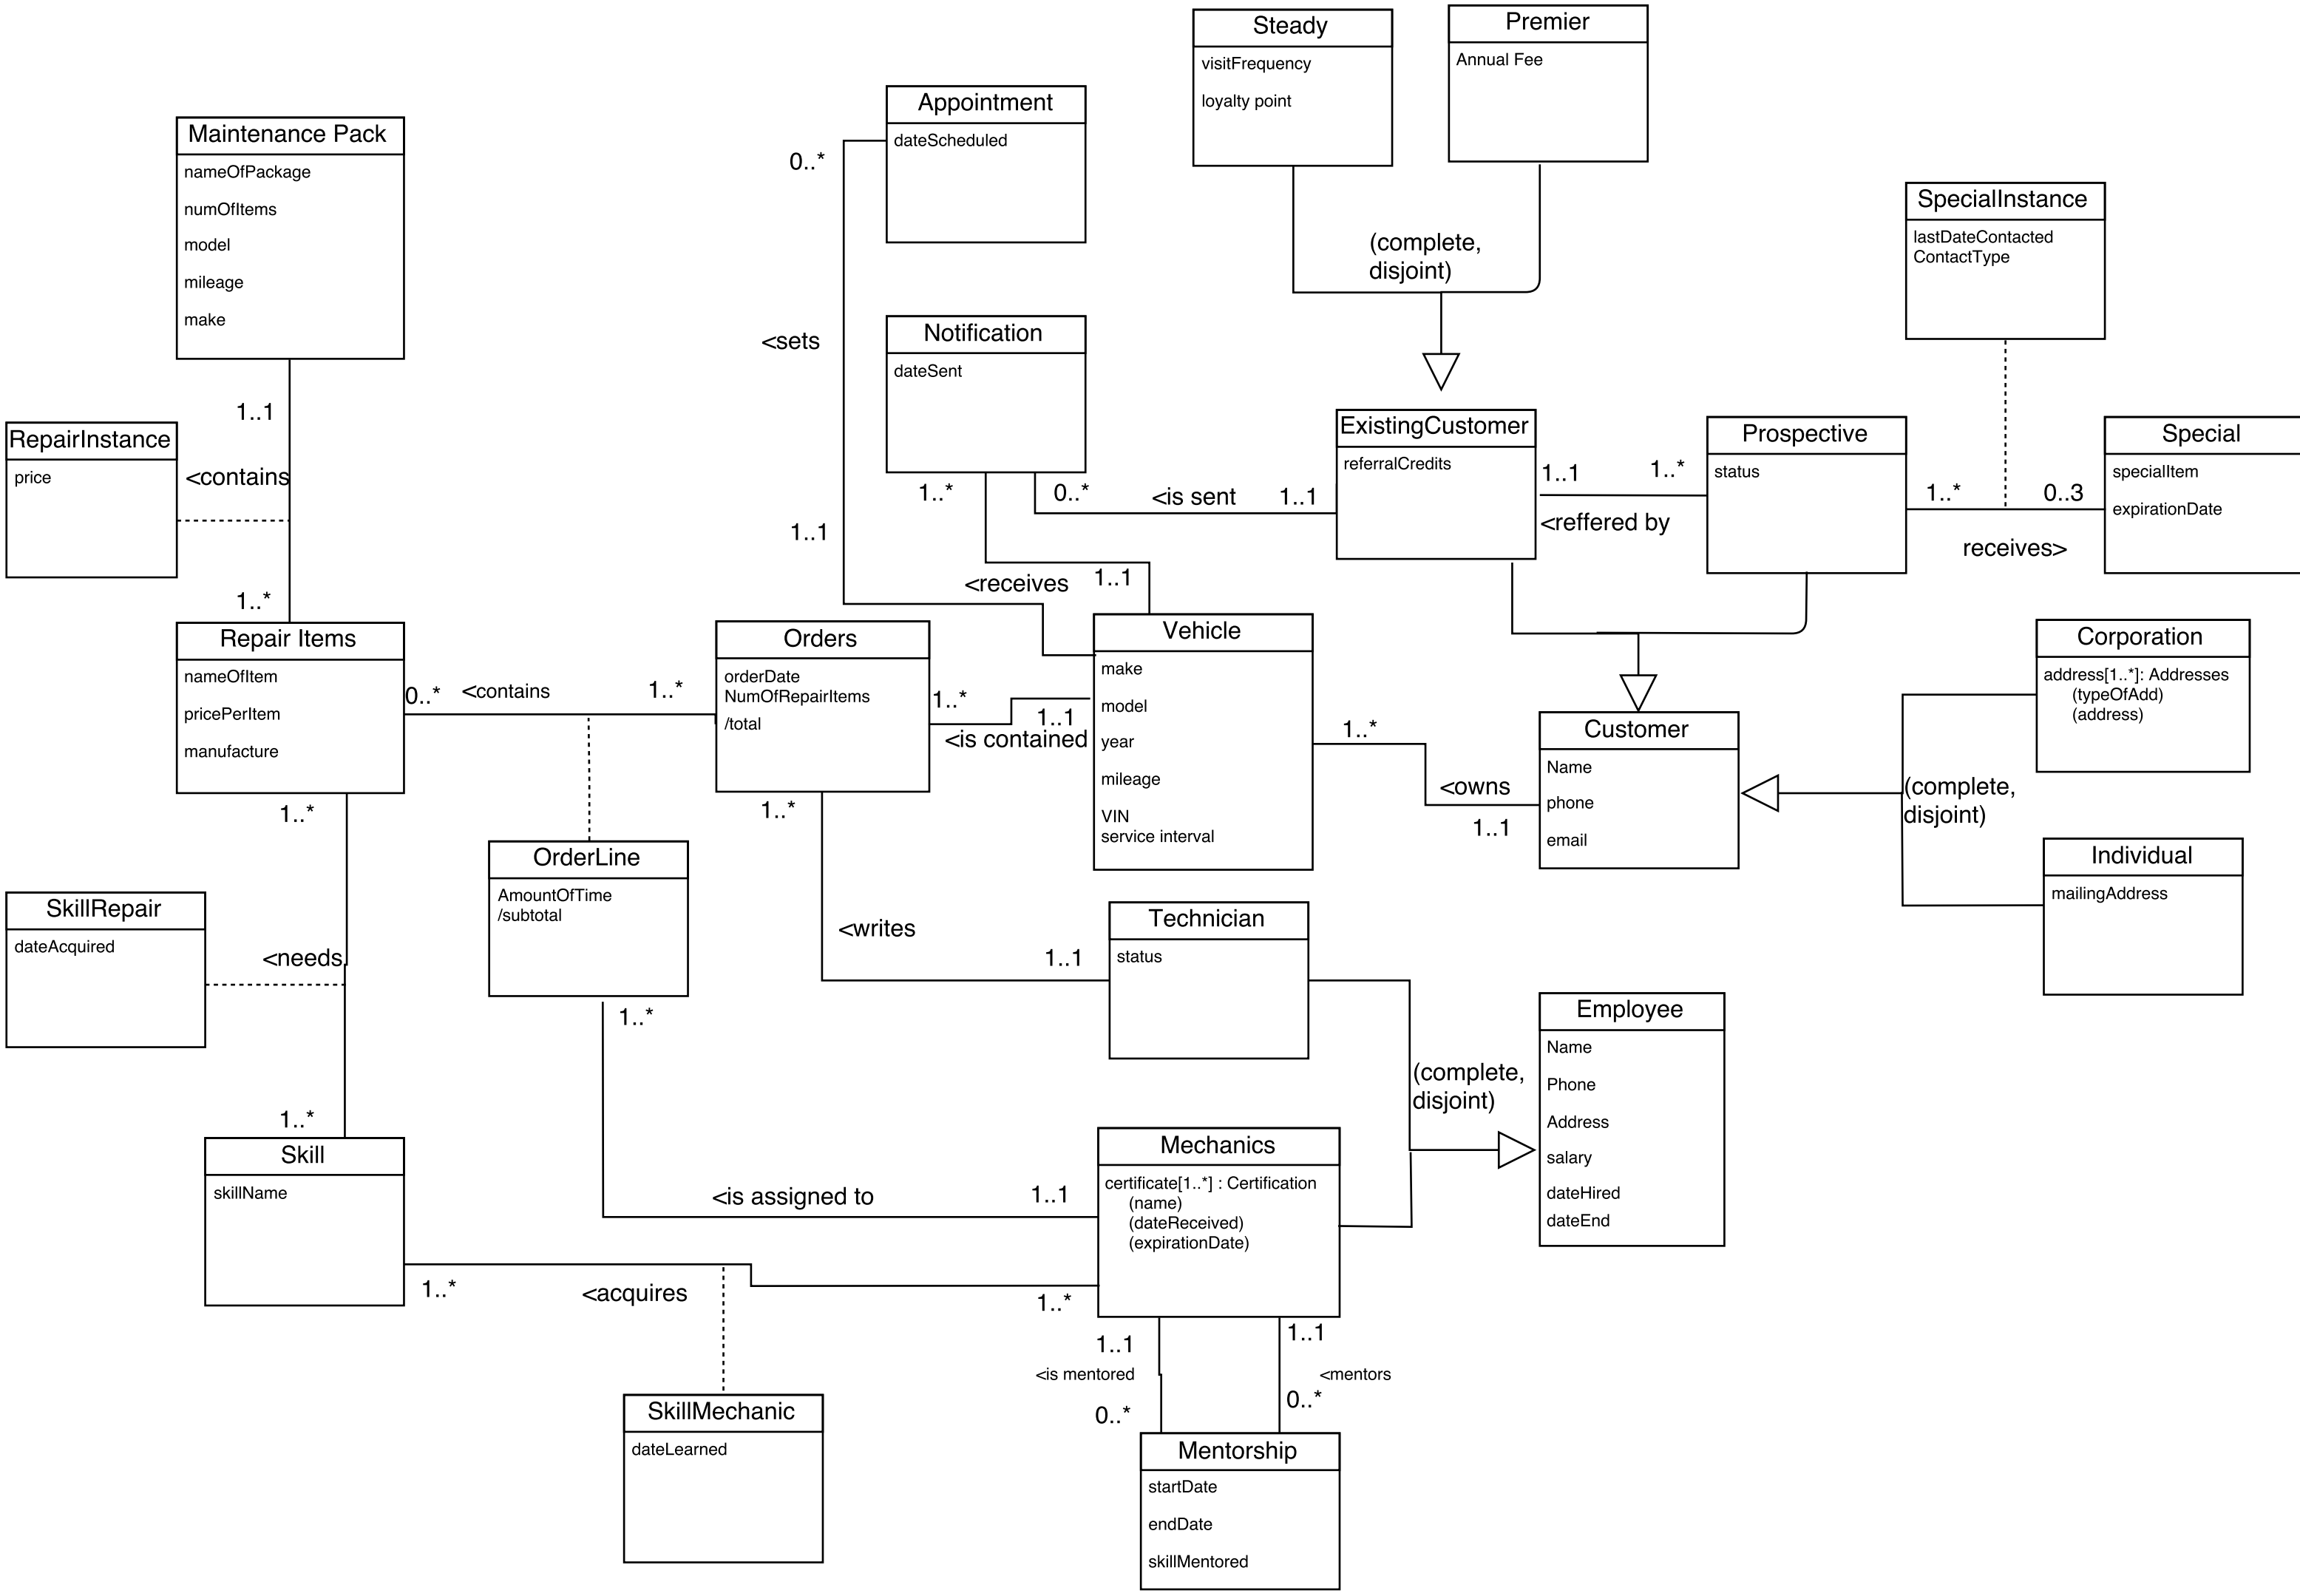 Steady
visitFrequency
loyalty point
Premier
Annual Fee
Appointment
dateScheduled
0..*
Maintenance Pack
nameOfPackage
numOfItems
model
mileage
make
(complete,
disjoint)
SpecialInstance
lastDateContacted
ContactType
<sets
1..1
Notification
dateSent
1..*
0..*
<is sent
1..1
ExistingCustomer
referralCredits
1..1
1..*
<reffered by
Prospective
status
1..*
0..3
receives>
Special
specialItem
expirationDate
1..1
RepairInstance
price
<contains
1..*
<receives
1..1
Repair Items
nameOfItem
pricePerItem
manufacture
0..*
<contains
1..*
Orders
orderDate
NumOfRepairItems
/total
1..*
1..1
<is contained
Vehicle
make
model
year
mileage
VIN
service interval
1..*
<owns
1..1
Customer
Name
phone
email
(complete,
disjoint)
Corporation
address[1..*]: Addresses
(typeOfAdd)
(address)
Individual
mailingAddress
1..*
1..*
OrderLine
AmountOfTime
/subtotal
1..*
SkillRepair
dateAcquired
<needs
1..*
<writes
1..1
Technician
status
(complete,
disjoint)
Employee
Name
Phone
Address
salary
dateHired
dateEnd
Skill
skillName
<is assigned to
1..1
Mechanics
certificate[1..*] : Certification
(name)
(dateReceived)
(expirationDate)
1..*
<acquires
1..*
1..1
<is mentored
0..*
1..1
<mentors
0..*
SkillMechanic
dateLearned
Mentorship
startDate
endDate
skillMentored